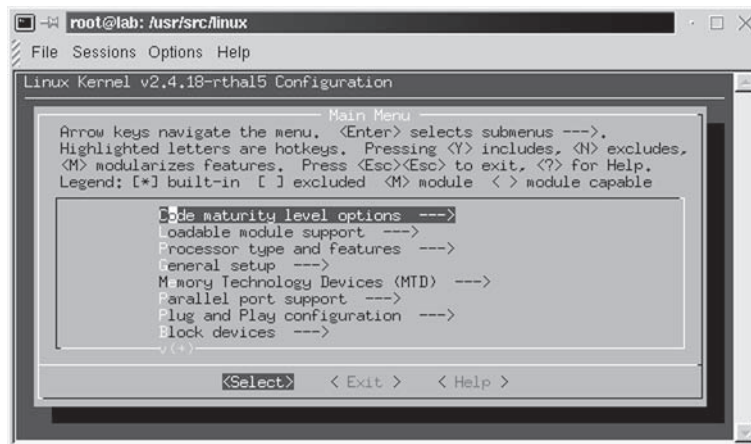 root@lab: /usr/src/linux
File Sessions Options Help
Linux Kernel v2.4.18-rthal5 Configuration
Main Menu
Arrow keys navigate the menu. <Enter> selects submenus --->.
Highlighted letters are hotkeys. Pressing <Y> includes, <N> excludes,
<M> modularizes features. Press <Esc><Esc> to exit, <?> for Help.
Legend: [*] built-in [ ] excluded <M> module < > module capable
Code maturity level options --->
Loadable module support --->
Processor type and features --->
General setup --->
Memory Technology Devices (MTD) --->
Parallel port support --->
Plug and Play configuration --->
Block devices --->
v(+)
<Select> < Exit > < Help >